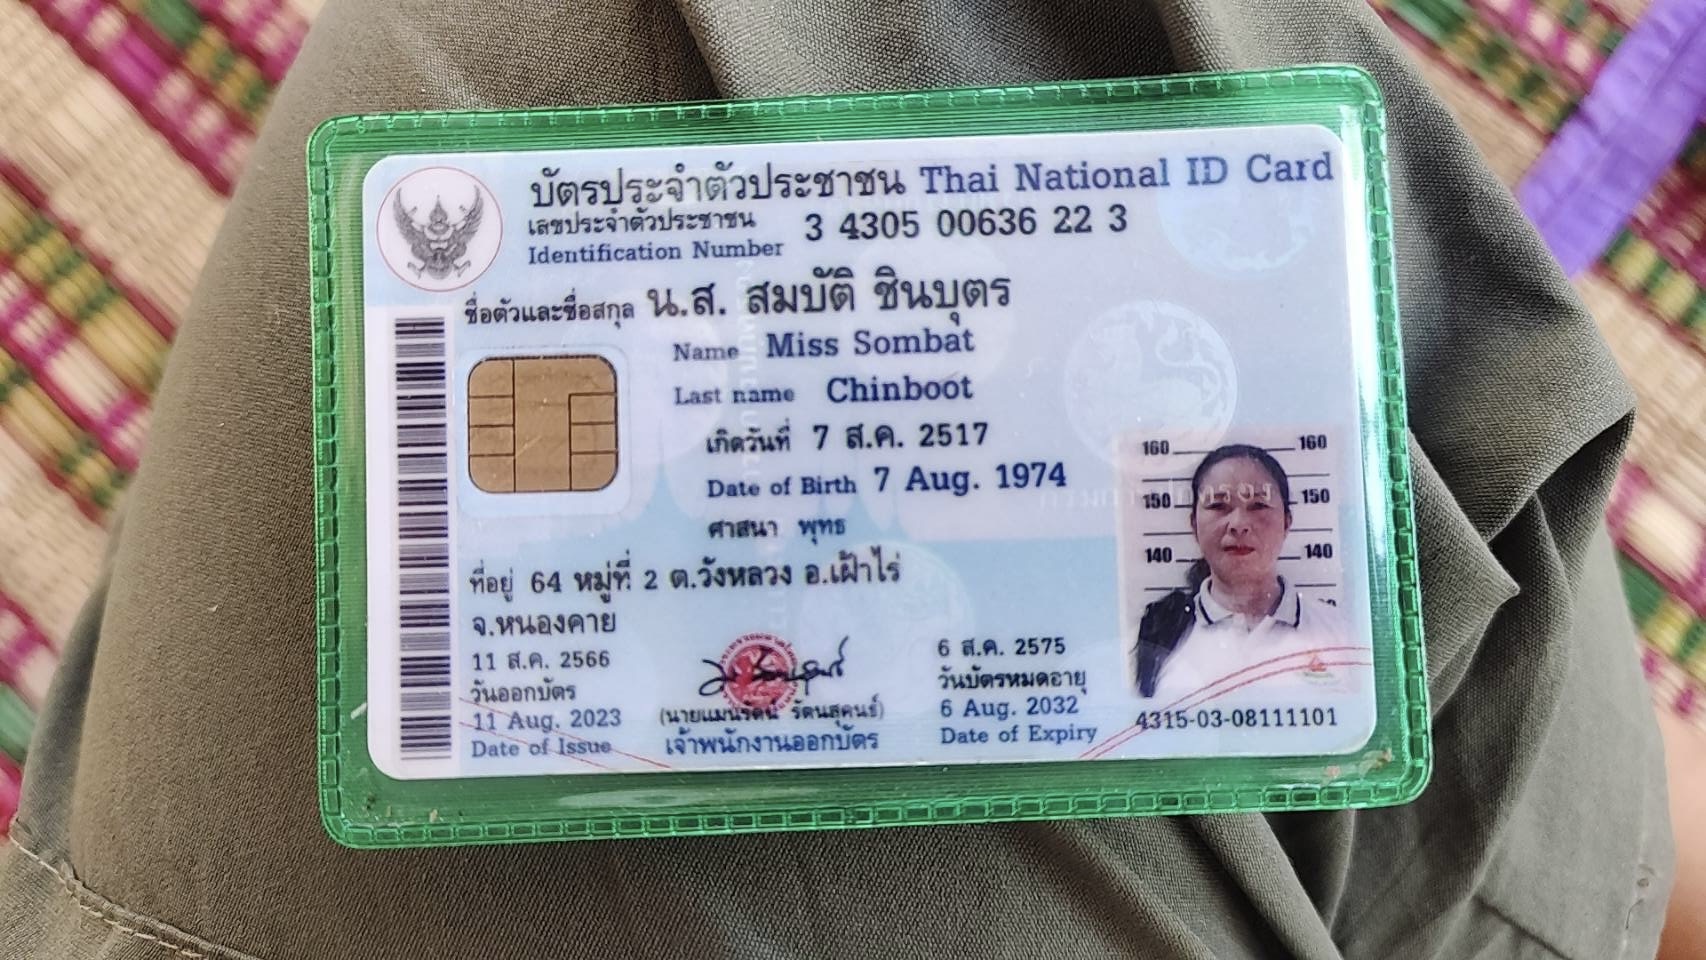 บัตรประจำตัวประชาชน Thai National ID Card
เลขประจำตัวประชาชน
Identification Number 3 4305 00636 22 3
ชื่อตัวและชื่อสกุล น.ส. สมบัติ ชินบุตร
Name Miss Sombat
Last name Chinboot
เกิดวันที่ 7 ส.ค. 2517
Date of Birth 7 Aug. 1974
ศาสนา พุทธ
ที่อยู่ 64 หมู่ที่ 2 ต.วังหลวง อ.เฝ้าไร่
จ.หนองคาย
11 ส.ค. 2566
วันออกบัตร
11 Aug. 2023
Date of Issue
รัตนสุคนธ์)
เจ้าพนักงานออกบัตร
6 ส.ค. 2575
วันบัตรหมดอายุ
6 Aug. 2032
Date of Expiry
160 160
150 150
140 140
4315-03-08111101